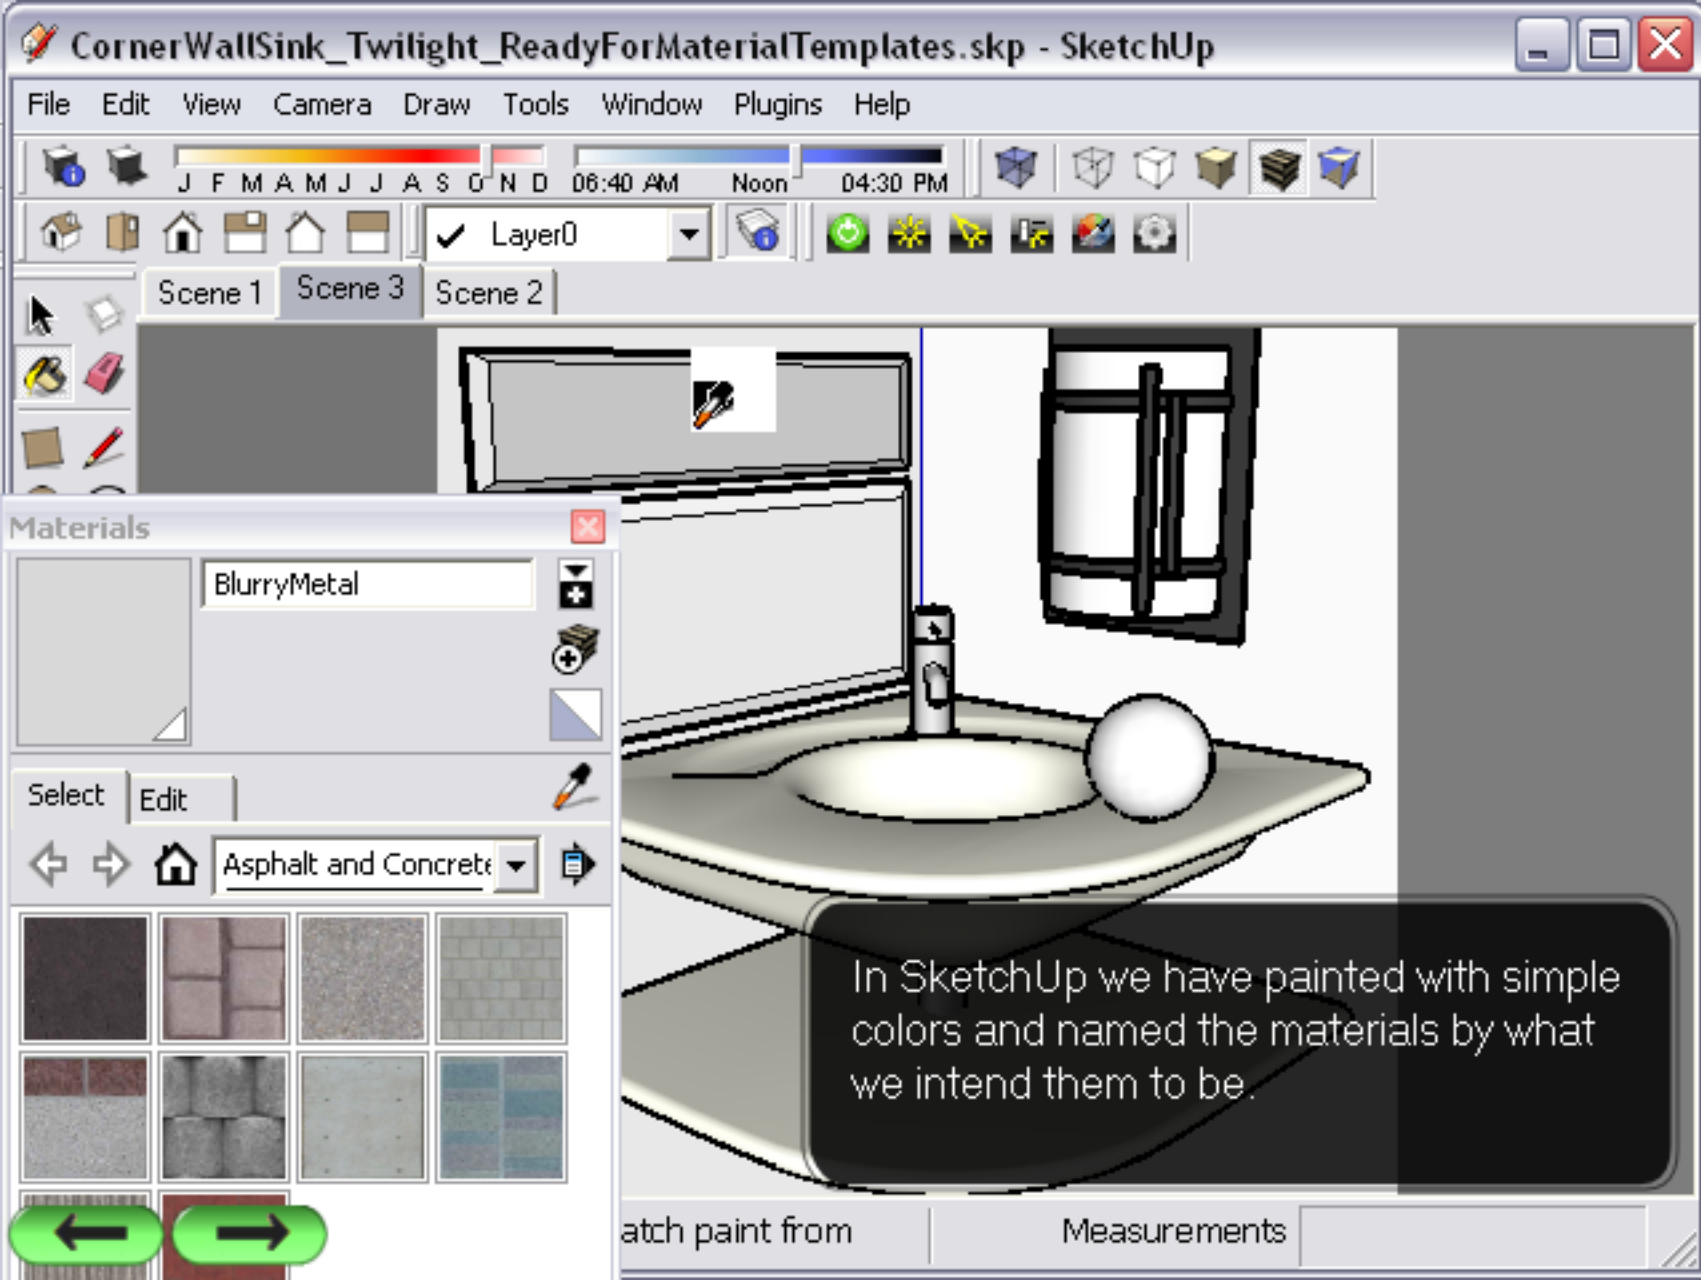 CornerWallSink_Twilight_ReadyForMaterialTemplates.skp - SketchUp
File Edit View Camera Draw Tools Window Plugins Help
J F M A M J J A S O N D 06:40 AM Noon 04:30 PM
Layer0
Scene 1 Scene 3 Scene 2
Materials
BlurryMetal
Select Edit
Asphalt and Concrete
In SketchUp we have painted with simple
colors and named the materials by what
we intend them to be.
atch paint from Measurements